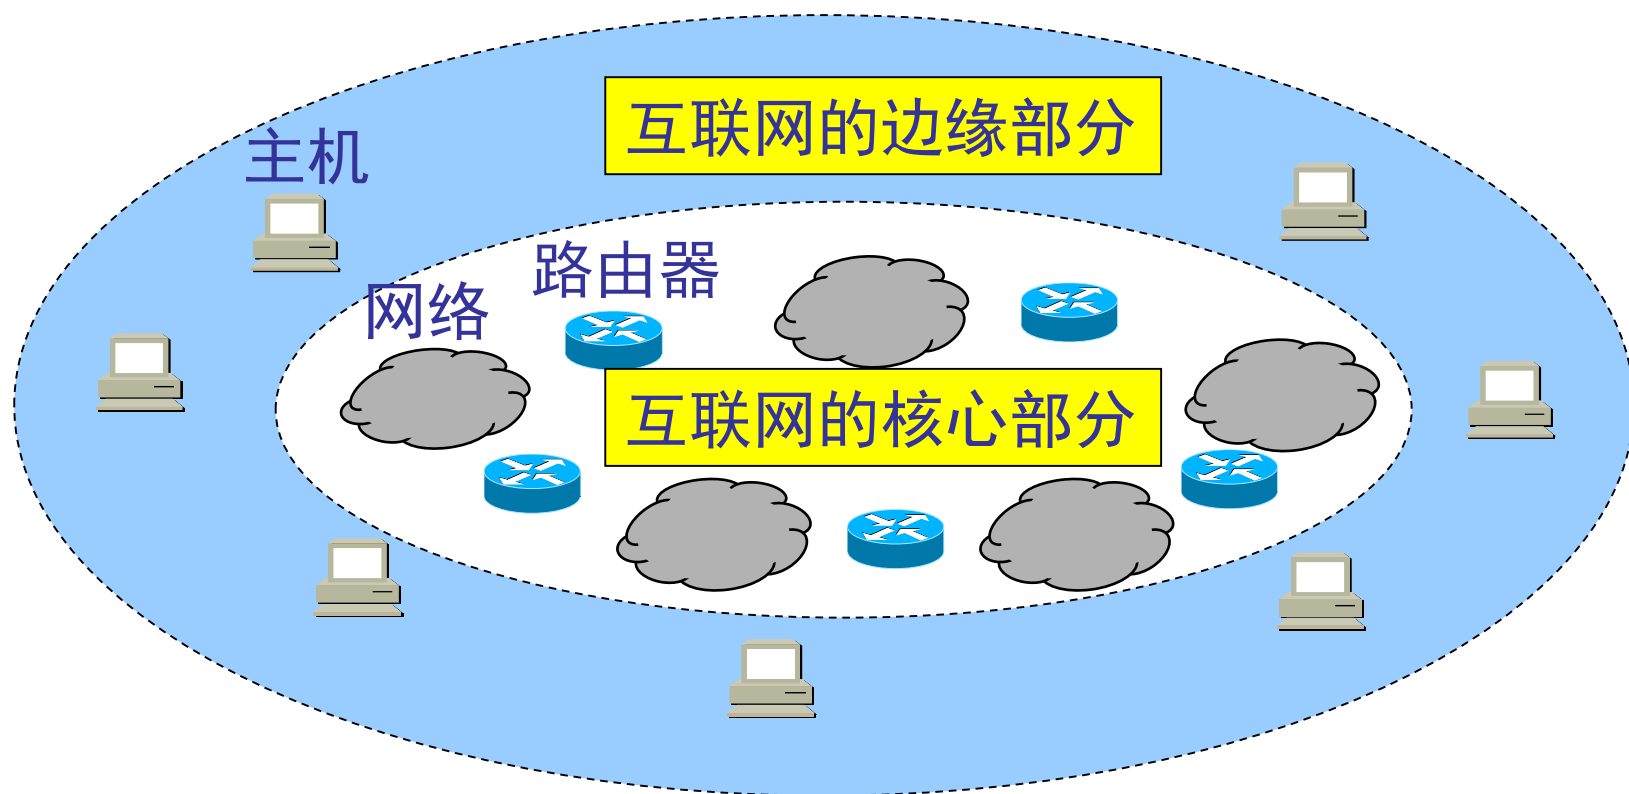 互联网的边缘部分
主机
路由器
网络
互联网的核心部分